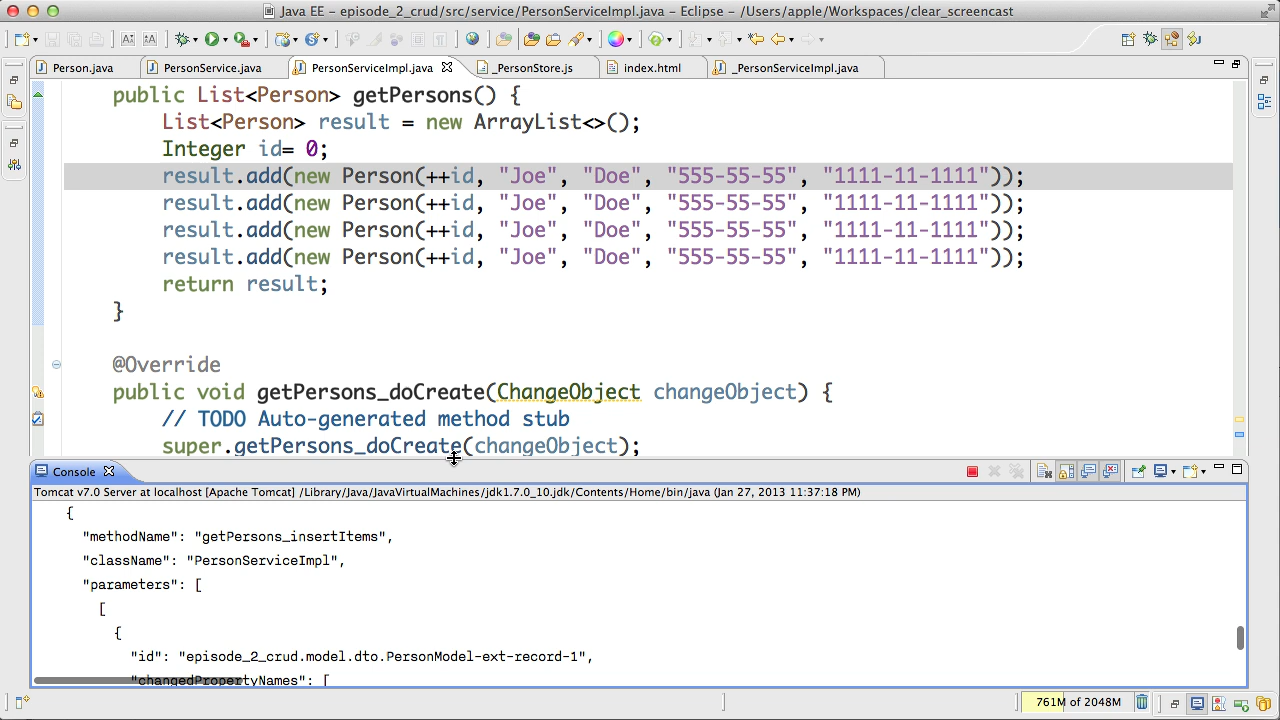 Java EE - episode_2_crud/src/service/PersonServiceImpl.java - Eclipse - /Users/apple/Workspaces/clear_screencast
Person.java PersonService.java PersonServiceImpl.java _PersonStore.js index.html _PersonServiceImpl.java
public List<Person> getPersons() {
List<Person> result = new ArrayList<>();
Integer id= 0;
result.add(new Person(++id, "Joe", "Doe", "555-55-55", "1111-11-1111"));
result.add(new Person(++id, "Joe", "Doe", "555-55-55", "1111-11-1111"));
result.add(new Person(++id, "Joe", "Doe", "555-55-55", "1111-11-1111"));
result.add(new Person(++id, "Joe", "Doe", "555-55-55", "1111-11-1111"));
return result;
}
@Override
public void getPersons_doCreate(ChangeObject changeObject) {
// TODO Auto-generated method stub
super.getPersons_doCreate(changeObject);
Console
Tomcat v7.0 Server at localhost [Apache Tomcat] /Library/Java/JavaVirtualMachines/jdk1.7.0_10.jdk/Contents/Home/bin/java (Jan 27, 2013 11:37:18 PM)
{
"methodName": "getPersons_insertItems",
"className": "PersonServiceImpl",
"parameters": [
[
{
"id": "episode_2_crud.model.dto.PersonModel-ext-record-1",
"changedPropertyNames": [
761M of 2048M